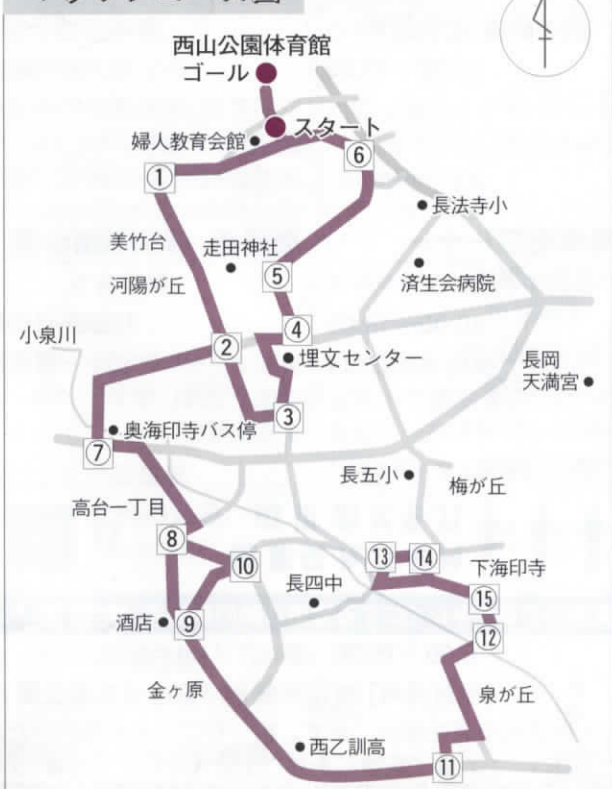 西山公園体育館
ゴール
スタート
婦人教育会館
⑥
①
長法寺小
美竹台
走田神社
河陽が丘
⑤
済生会病院
小泉川
②
④
埋文センター
長岡
天満宮
③
奥海印寺バス停
⑦
長五小
梅が丘
高台一丁目
⑧
⑩
⑬
⑭
下海印寺
長四中
⑮
酒店
⑨
⑫
金ヶ原
泉が丘
西乙訓高
⑪